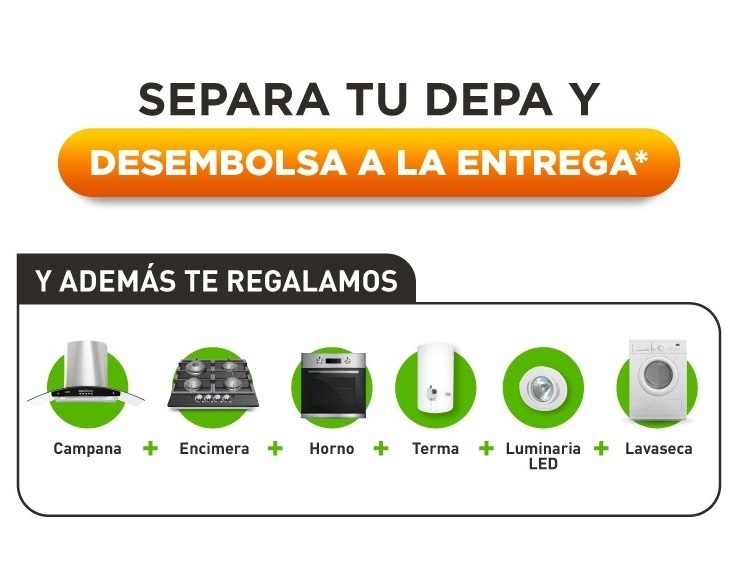 SEPARA TU DEPA Y
DESEMBOLSA A LA ENTREGA*
Y ADEMÁS TE REGALAMOS
Campana + Encimera + Horno + Terma + Luminaria LED + Lavaseca